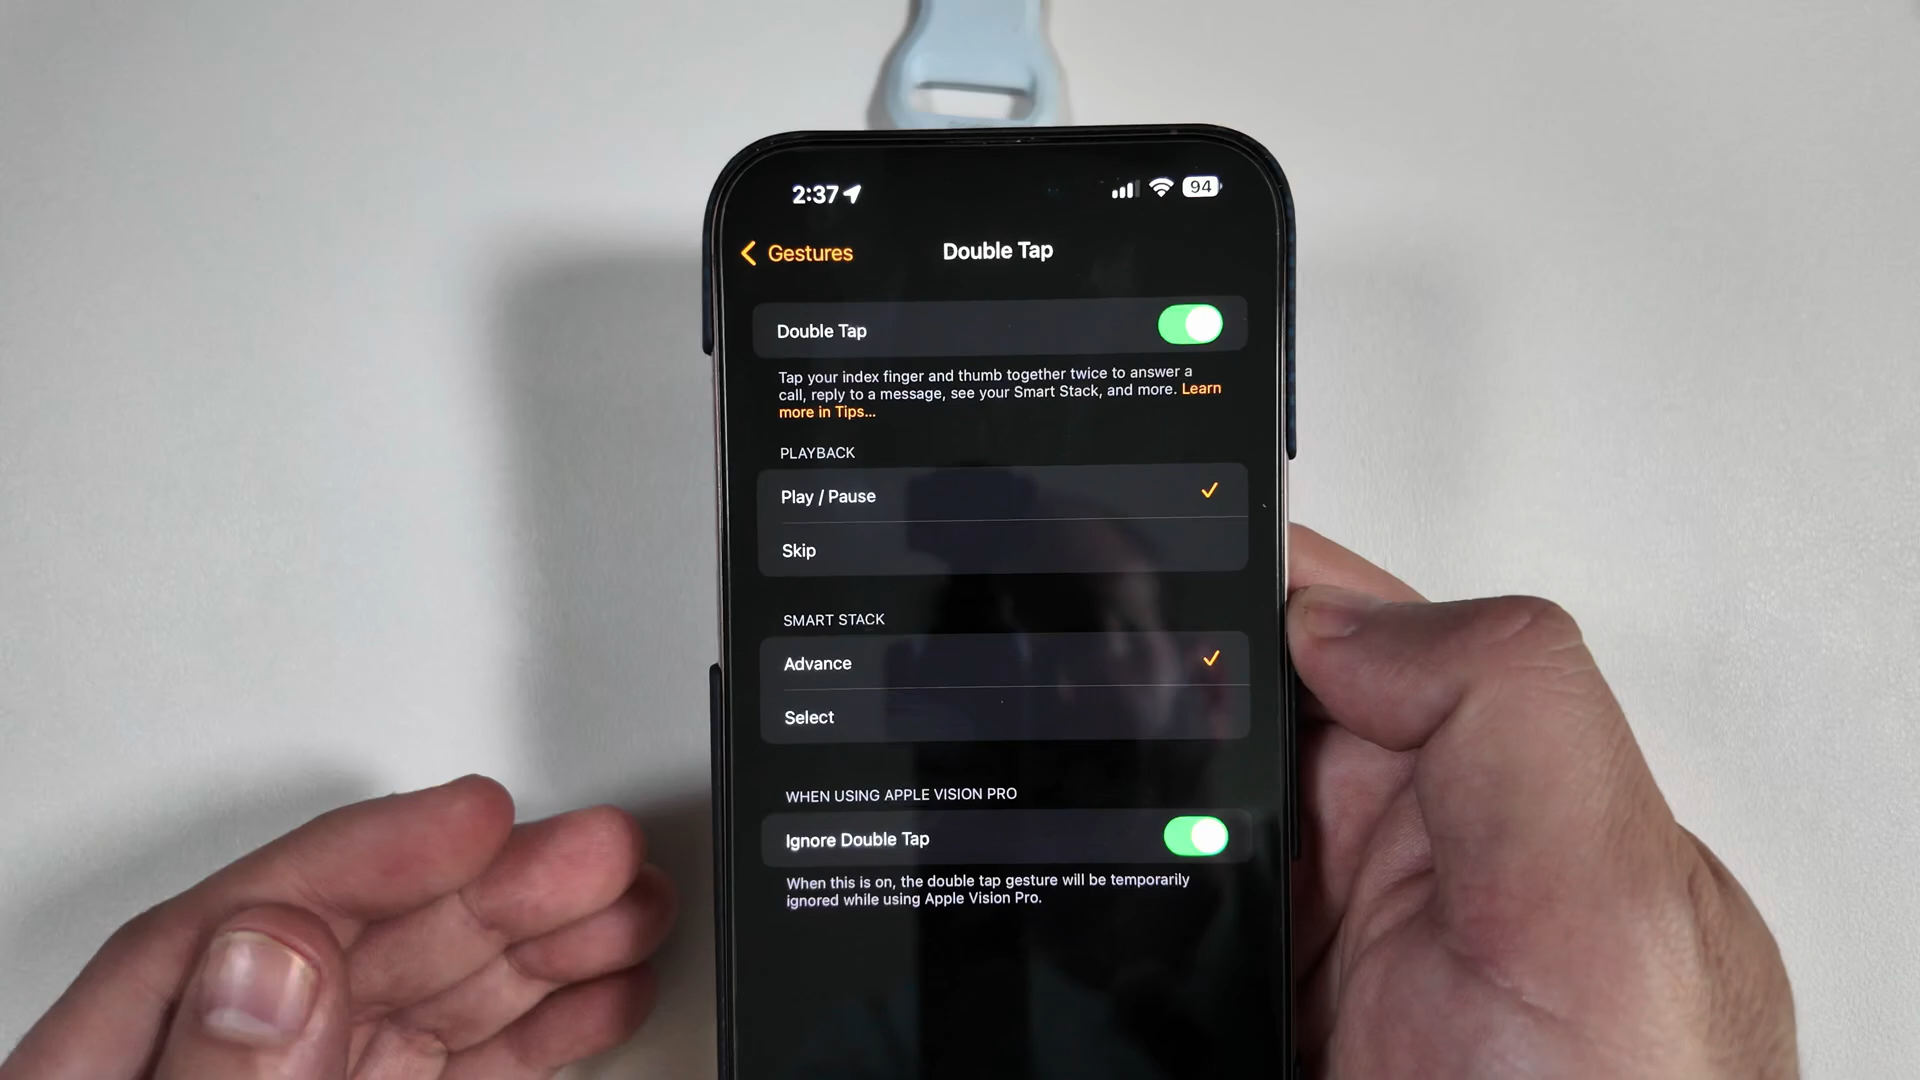 2:37
94
Gestures
Double Tap
Double Tap
Tap your index finger and thumb together twice to answer a
call, reply to a message, see your Smart Stack, and more. Learn
more in Tips...
PLAYBACK
Play / Pause
Skip
SMART STACK
Advance
Select
WHEN USING APPLE VISION PRO
Ignore Double Tap
When this is on, the double tap gesture will be temporarily
ignored while using Apple Vision Pro.